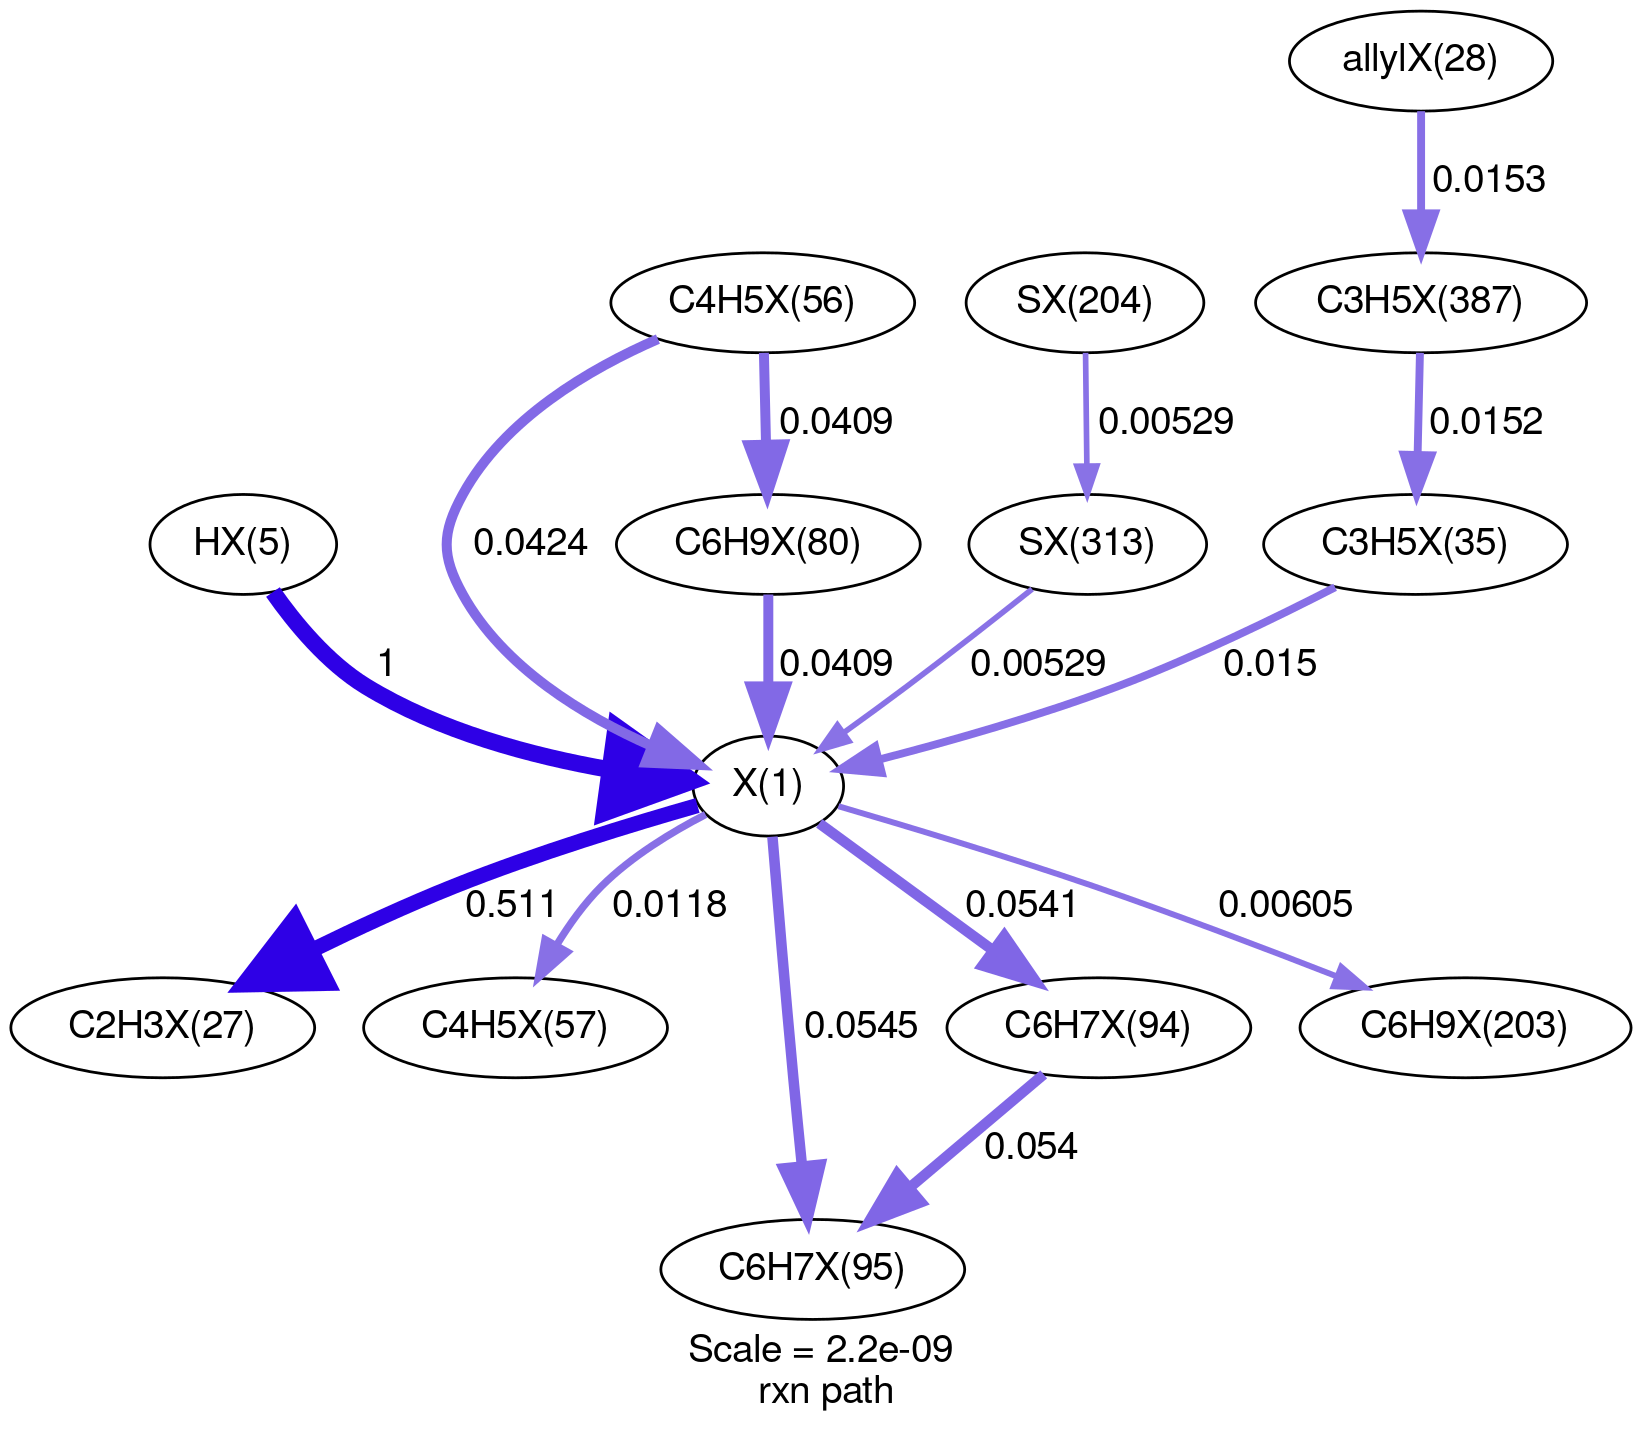 allylX(28)
0.0153
C4H5X(56)
SX(204)
C3H5X(387)
0.0409
0.00529
0.0152
HX(5)
0.0424
C6H9X(80)
SX(313)
C3H5X(35)
1
0.0409
0.00529
0.015
X(1)
0.511
0.0118
0.0541
0.00605
C2H3X(27)
C4H5X(57)
0.0545
C6H7X(94)
C6H9X(203)
0.054
C6H7X(95)
Scale = 2.2e-09
rxn path